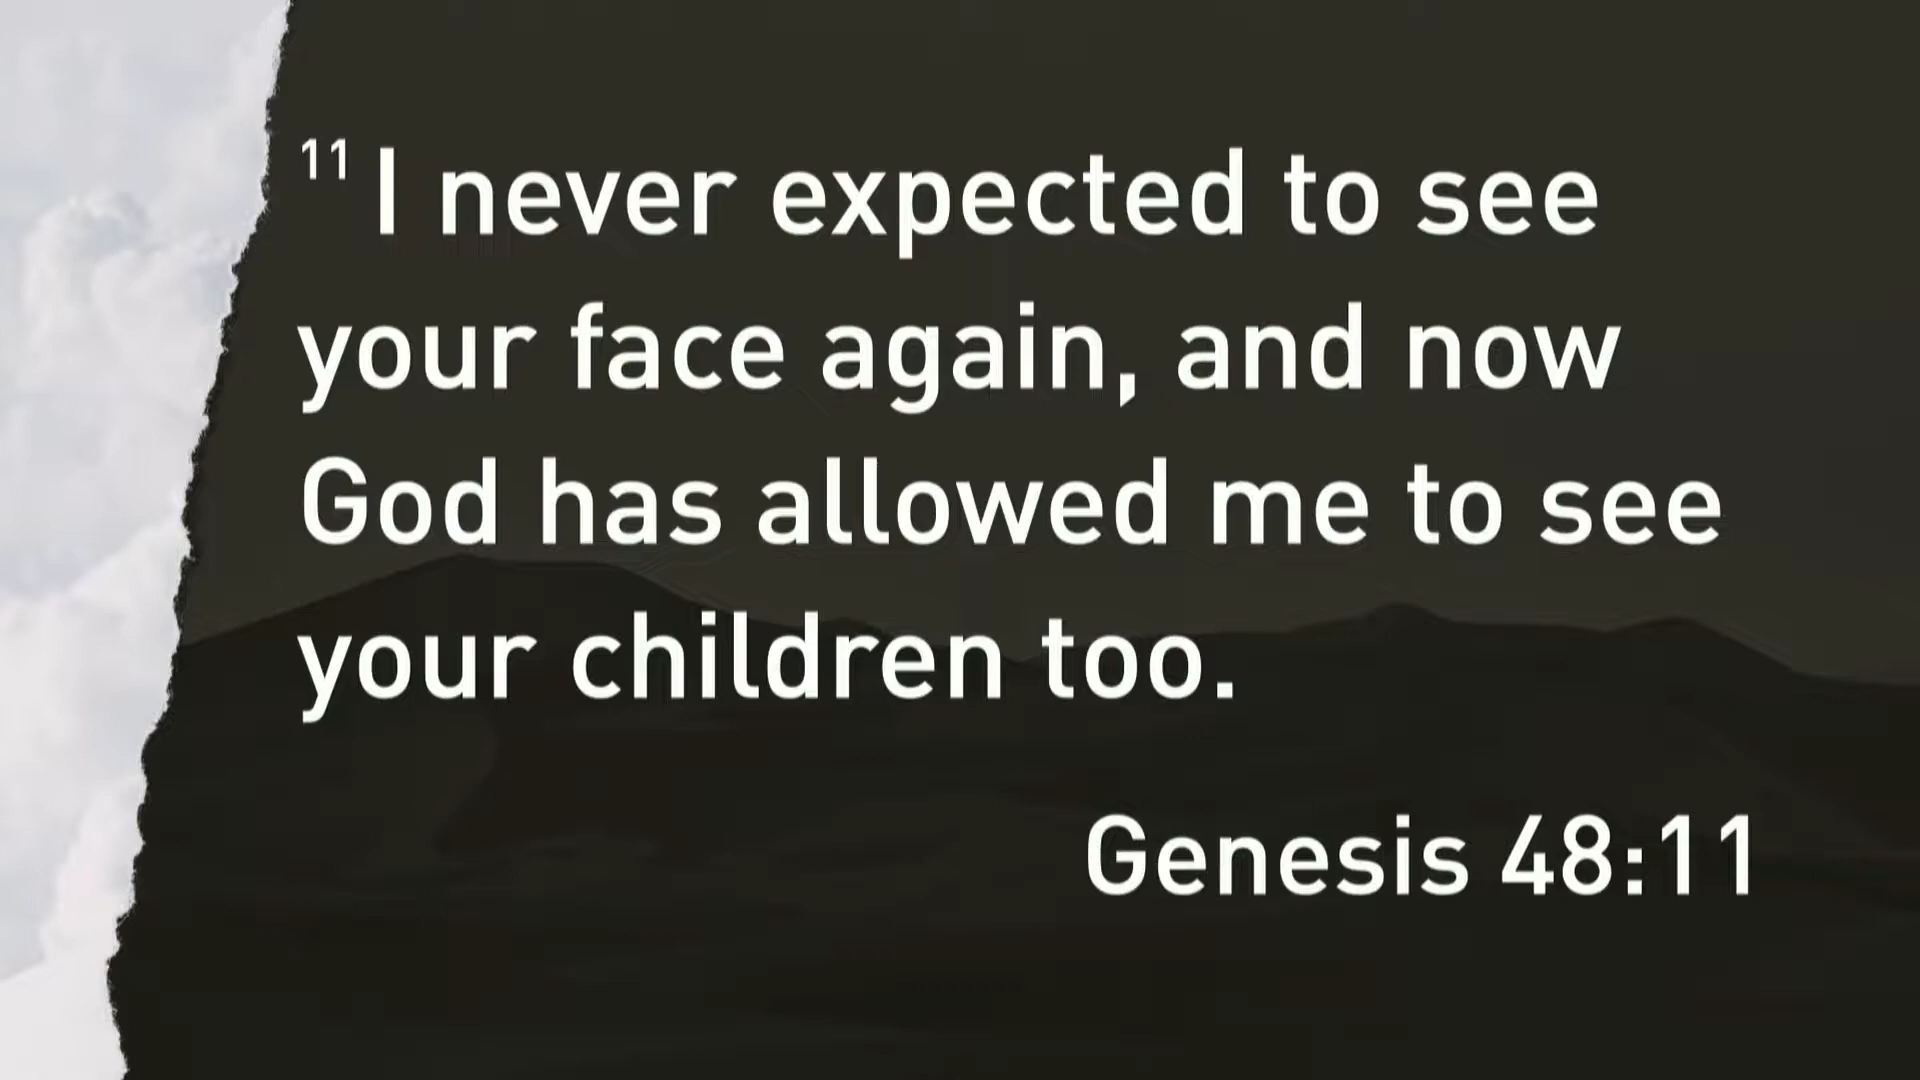 11 I never expected to see
your face again, and now
God has allowed me to see
your children too.
Genesis 48:11